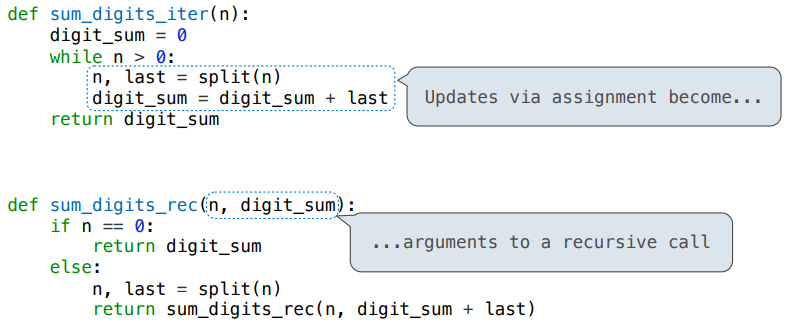 def sum_digits_iter(n):
    digit_sum = 0
    while n > 0:
        n, last = split(n)
        digit_sum = digit_sum + last
    return digit_sum
Updates via assignment become...
def sum_digits_rec(n, digit_sum):
    if n == 0:
        return digit_sum
    else:
        n, last = split(n)
        return sum_digits_rec(n, digit_sum + last)
...arguments to a recursive call